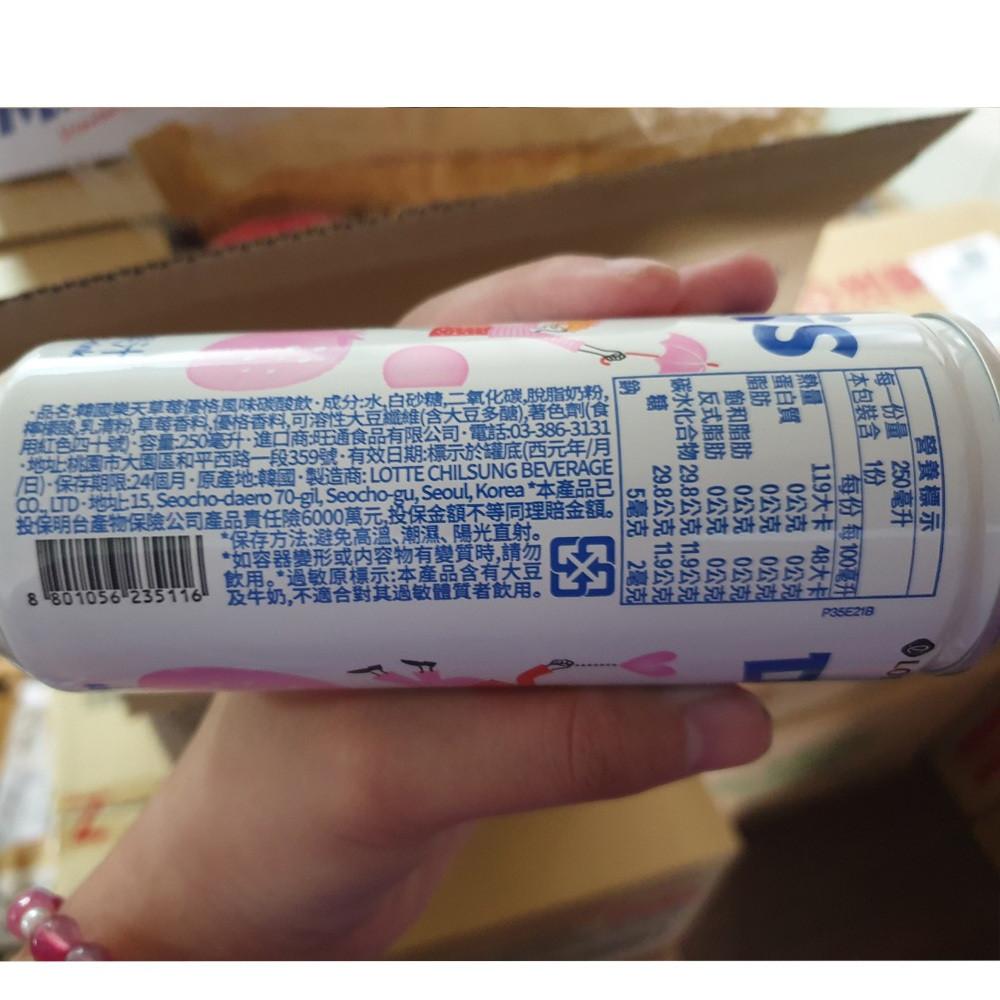 ·品名:韓國樂天草莓優格風味碳酸飲·成分:水,白砂糖,二氧化碳,脫脂奶粉,
檸檬酸,乳清粉,草莓香料,優格香料,可溶性大豆纖維(含大豆多醣),著色劑(食
用紅色四十號)·容量:250毫升·進口商:旺通食品有限公司·電話:03-386-3131
·地址:桃園市大園區和平西路一段359號·有效日期:標示於罐底(西元年/月
/日)·保存期限:24個月·原產地:韓國·製造商:LOTTE CHILSUNG BEVERAGE
CO., LTD·地址:15, Seocho-daero 70-gil, Seocho-gu, Seoul, Korea *本產品已
投保明台產物保險公司產品責任險6000萬元,投保金額不等同理賠金額。
*保存方法:避免高溫、潮濕、陽光直射。
*如容器變形或内容物有變質時,請勿
飲用。*過敏原標示:本產品含有大豆
及牛奶,不適合對其過敏體質者飲用。
8 801056 235116
營養標示
每一份量 250毫升
本包裝含 1份
每份 每100毫升
熱量 119大卡 48大卡
蛋白質 0公克 0公克
脂肪 0公克 0公克
飽和脂肪 0公克 0公克
反式脂肪 0公克 0公克
碳水化合物 29.8公克 11.9公克
糖 29.8公克 11.9公克
鈉 5毫克 2毫克
P35E21B